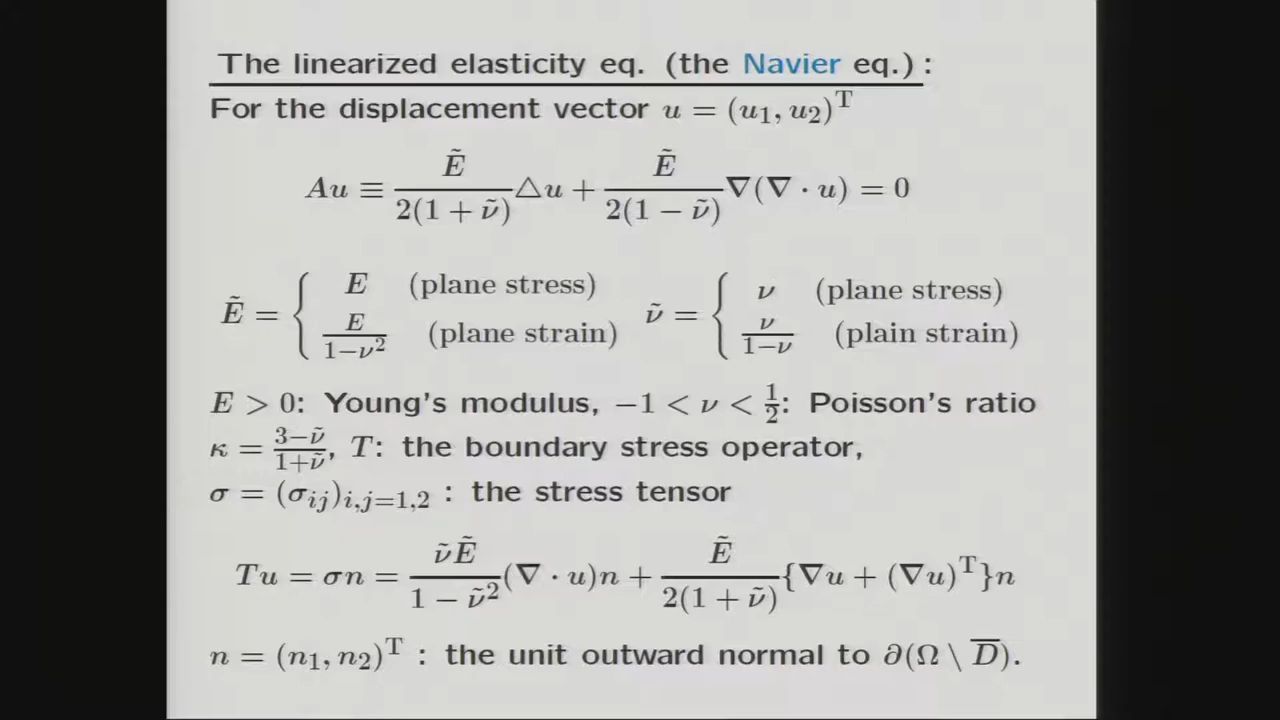 The linearized elasticity eq. (the Navier eq.) :
For the displacement vector u = (u₁, u₂)ᵀ
Au ≡ Ẽ/2(1 + ν̃) △u + Ẽ/2(1 − ν̃) ∇(∇ · u) = 0
Ẽ = { E (plane stress) ν̃ = { ν (plane stress)
E/1−ν² (plane strain) ν/1−ν (plain strain)
E > 0: Young's modulus, −1 < ν < 1/2: Poisson's ratio
κ = 3−ν̃/1+ν̃, T: the boundary stress operator,
σ = (σij)i,j=1,2 : the stress tensor
Tu = σn = ν̃Ẽ/1 − ν̃² (∇ · u)n + Ẽ/2(1 + ν̃) {∇u + (∇u)ᵀ}n
n = (n₁, n₂)ᵀ : the unit outward normal to ∂(Ω \ D̅).